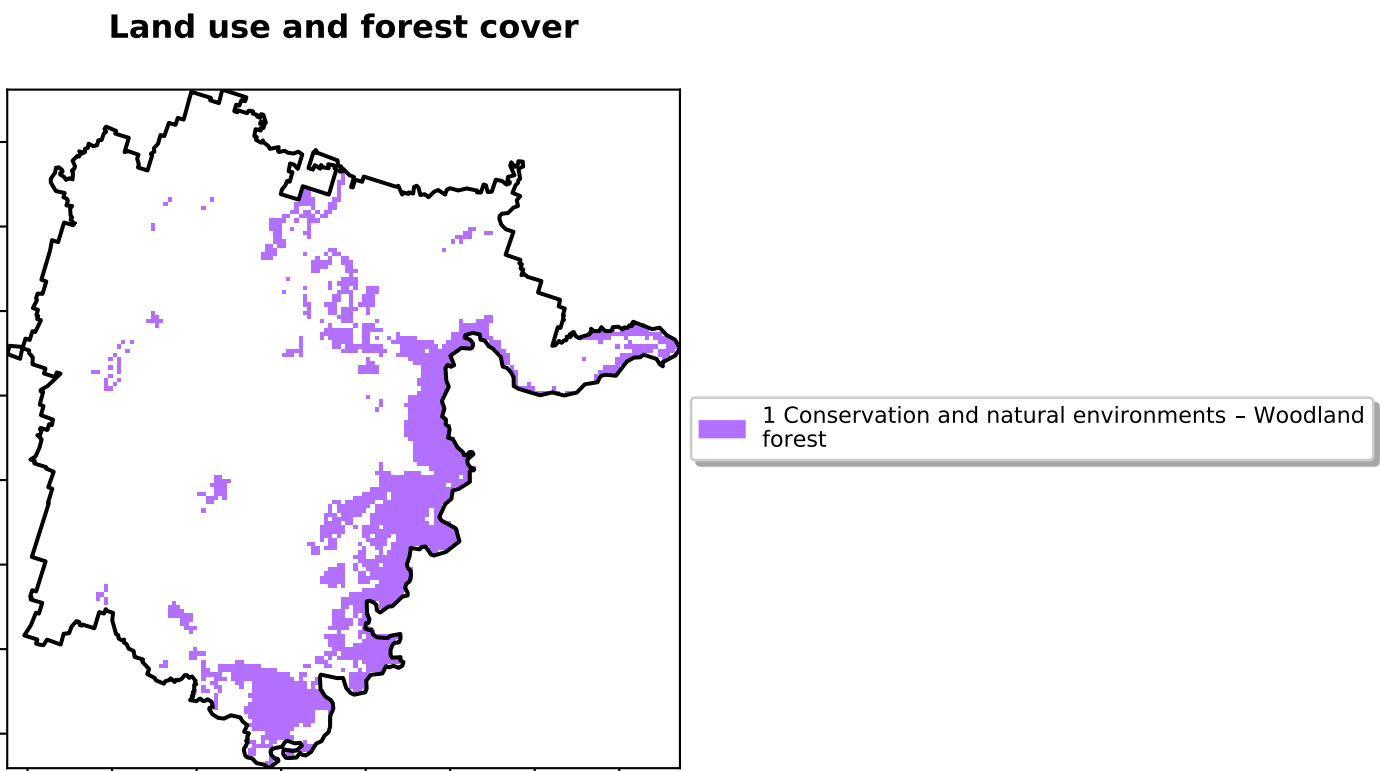 Land use and forest cover
1 Conservation and natural environments – Woodland
forest